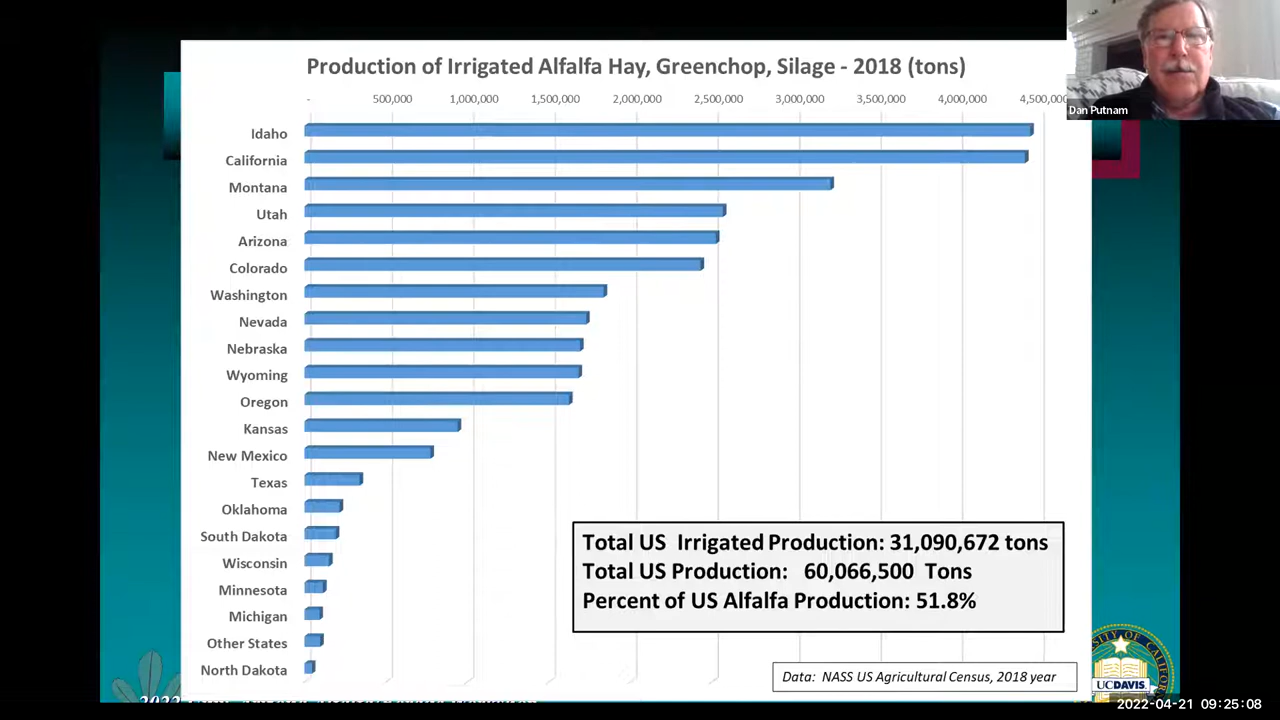 Production of Irrigated Alfalfa Hay, Greenchop, Silage - 2018 (tons)
- 500,000 1,000,000 1,500,000 2,000,000 2,500,000 3,000,000 3,500,000 4,000,000 4,500,000
Dan Putnam
Idaho
California
Montana
Utah
Arizona
Colorado
Washington
Nevada
Nebraska
Wyoming
Oregon
Kansas
New Mexico
Texas
Oklahoma
South Dakota
Wisconsin
Minnesota
Michigan
Other States
North Dakota
Total US Irrigated Production: 31,090,672 tons
Total US Production: 60,066,500 Tons
Percent of US Alfalfa Production: 51.8%
Data: NASS US Agricultural Census, 2018 year
UCDAVIS
2022
2022-04-21 09:25:08